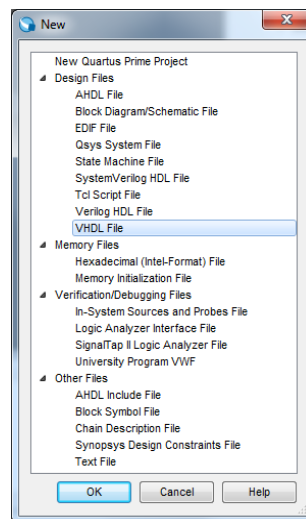 New
New Quartus Prime Project
Design Files
AHDL File
Block Diagram/Schematic File
EDIF File
Qsys System File
State Machine File
SystemVerilog HDL File
Tcl Script File
Verilog HDL File
VHDL File
Memory Files
Hexadecimal (Intel-Format) File
Memory Initialization File
Verification/Debugging Files
In-System Sources and Probes File
Logic Analyzer Interface File
SignalTap II Logic Analyzer File
University Program VWF
Other Files
AHDL Include File
Block Symbol File
Chain Description File
Synopsys Design Constraints File
Text File
OK Cancel Help